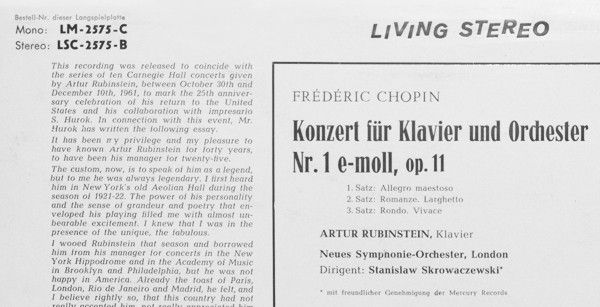 Bestell-Nr. dieser Langspielplatte
Mono: LM-2575-C
Stereo: LSC-2575-B
This recording was released to coincide with
the series of ten Carnegie Hall concerts given
by Artur Rubinstein, between October 30th and
December 10th, 1961, to mark the 25th anniver-
sary celebration of his return to the United
States and his collaboration with impresario
S. Hurok. In connection with this event, Mr.
Hurok has written the following essay.
It has been my privilege and my pleasure to
have known Artur Rubinstein for forty years,
to have been his manager for twenty-five.
The custom, now, is to speak of him as a legend,
but to me he was always legendary. I first heard
him in New York's old Aeolian Hall during the
season of 1921-22. The power of his personality
and the sense of grandeur and poetry that en-
veloped his playing filled me with almost un-
bearable excitement. I knew that I was in the
presence of the unique, the fabulous.
I wooed Rubinstein that season and borrowed
him from his manager for concerts in the New
York Hippodrome and in the Academy of Music
in Brooklyn and Philadelphia, but he was not
happy in America. Already the toast of Paris,
London, Rio de Janeiro and Madrid, he felt, and
I believe rightly so, that this country had not
really accepted him, not really appreciated him
LIVING STEREO
FRÉDÉRIC CHOPIN
Konzert für Klavier und Orchester
Nr. 1 e-moll, op. 11
1. Satz: Allegro maestoso
2. Satz: Romanze. Larghetto
3. Satz: Rondo. Vivace
ARTUR RUBINSTEIN, Klavier
Neues Symphonie-Orchester, London
Dirigent: Stanislaw Skrowaczewski*
* mit freundlicher Genehmigung der Mercury Records